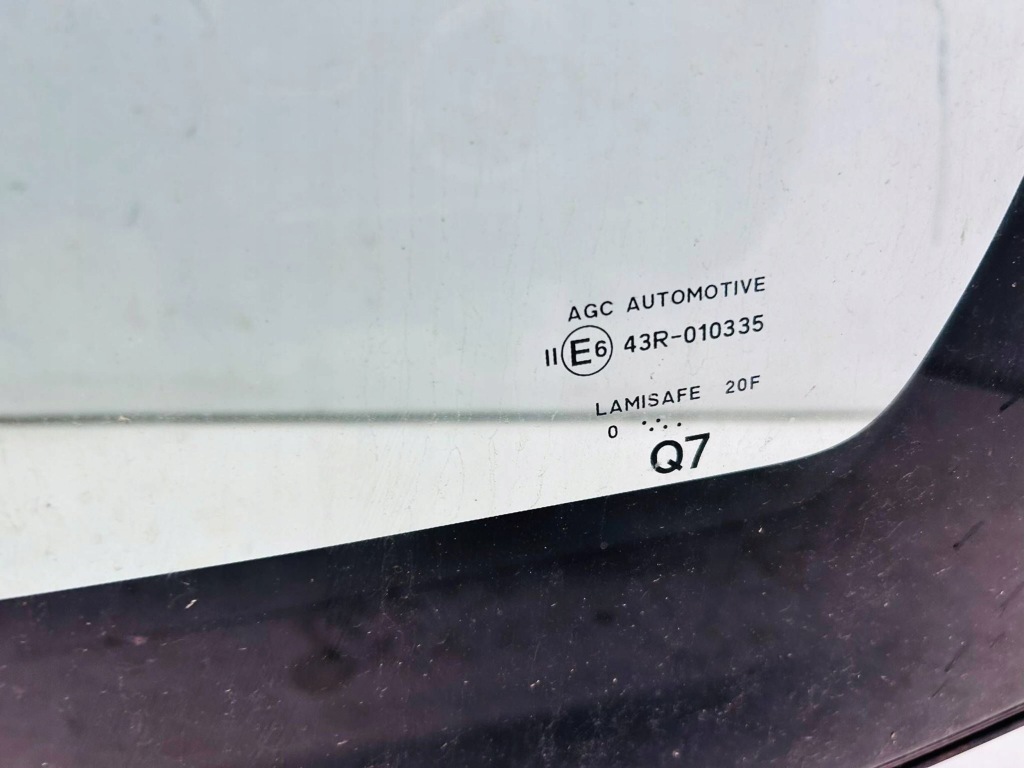 AGC AUTOMOTIVE
II E6 43R-010335
LAMISAFE 20F
0 ∙.∙∙.
Q7